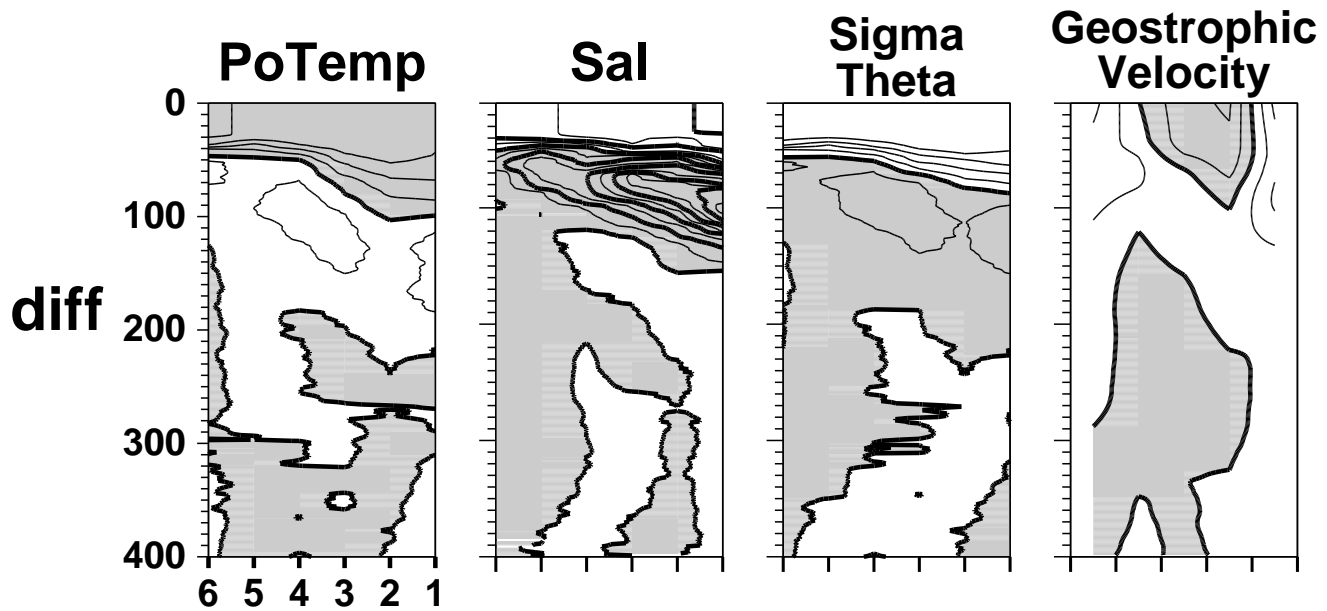 PoTemp
Sal
Sigma
Theta
Geostrophic
Velocity
diff
0
100
200
300
400
6 5 4 3 2 1